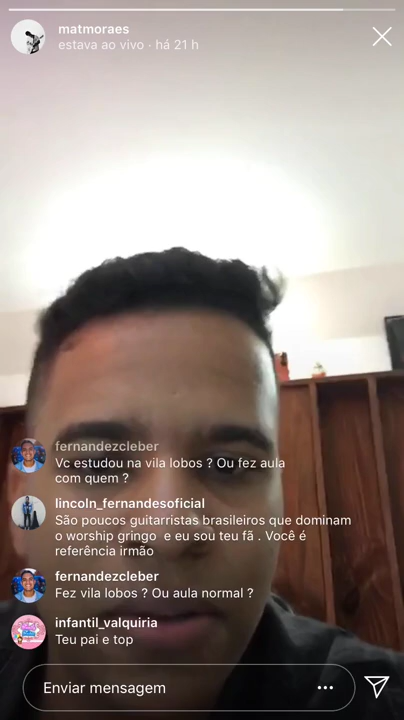 matmoraes
estava ao vivo · há 21 h
fernandezcleber
Vc estudou na vila lobos ? Ou fez aula
com quem ?
lincoln_fernandesoficial
São poucos guitarristas brasileiros que dominam
o worship gringo e eu sou teu fã . Você é
referência irmão
fernandezcleber
Fez vila lobos ? Ou aula normal ?
infantil_valquiria
Teu pai e top
Enviar mensagem